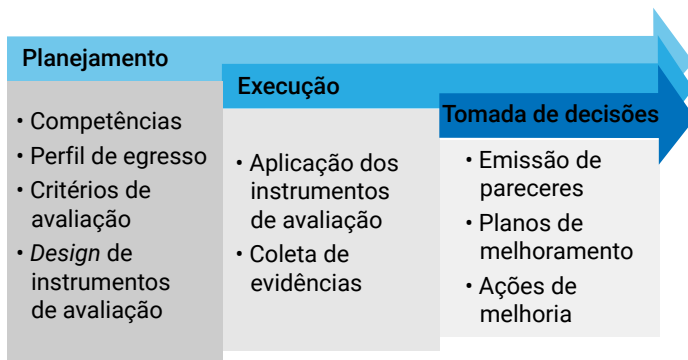 Planejamento
• Competências
• Perfil de egresso
• Critérios de
avaliação
• Design de
instrumentos
de avaliação
Execução
• Aplicação dos
instrumentos
de avaliação
• Coleta de
evidências
Tomada de decisões
• Emissão de
pareceres
• Planos de
melhoramento
• Ações de
melhoria